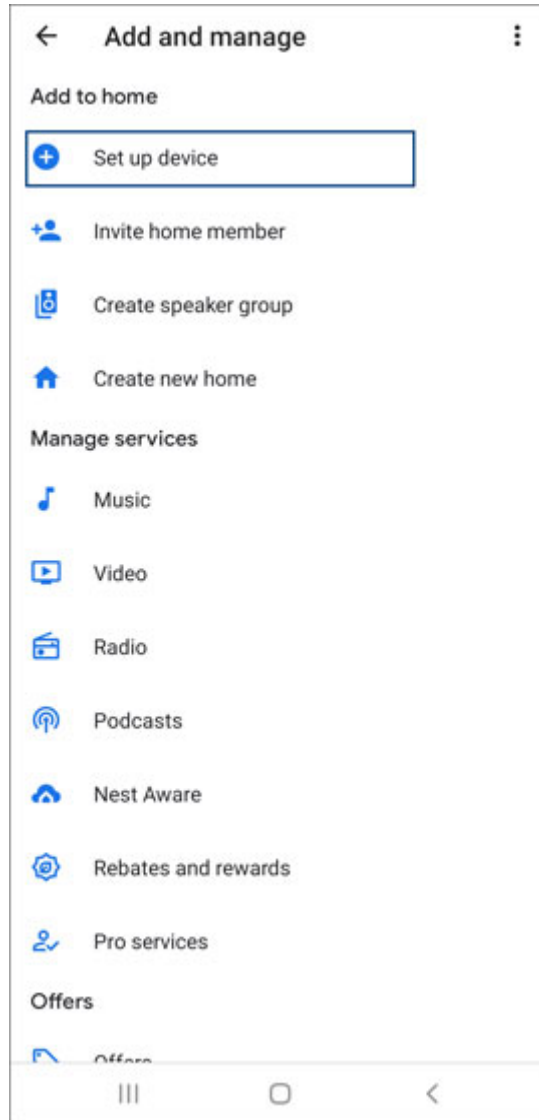 Add and manage
Add to home
Set up device
Invite home member
Create speaker group
Create new home
Manage services
Music
Video
Radio
Podcasts
Nest Aware
Rebates and rewards
Pro services
Offers
Offers